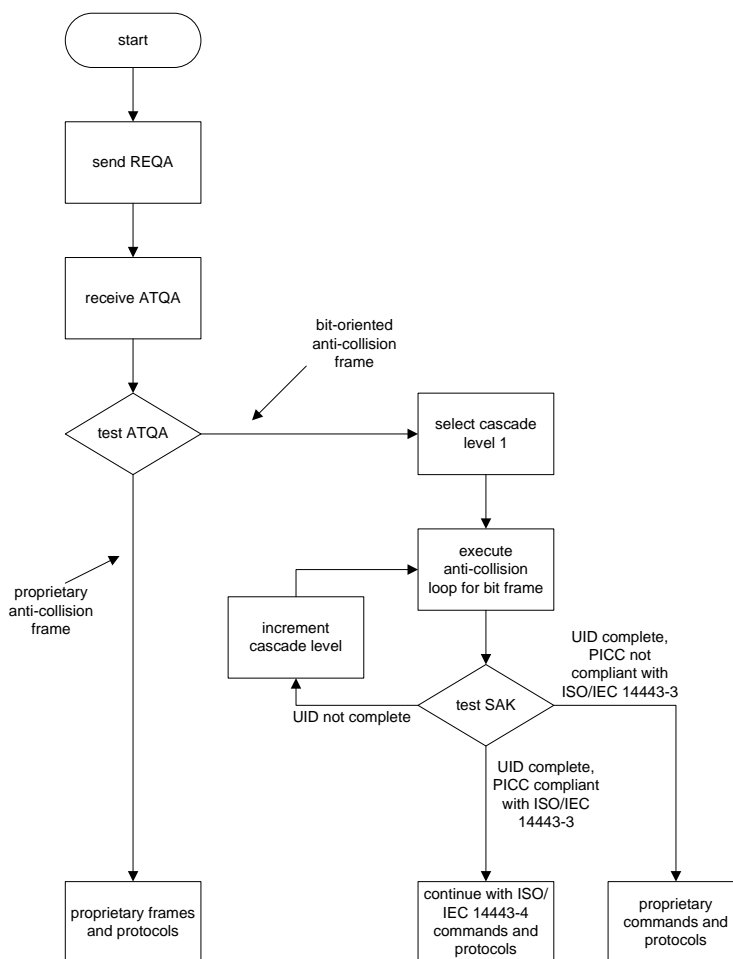 start
send REQA
receive ATQA
bit-oriented
anti-collision
frame
test ATQA
select cascade
level 1
proprietary
anti-collision
frame
execute
anti-collision
loop for bit frame
increment
cascade level
UID complete,
PICC not
compliant with
ISO/IEC 14443-3
test SAK
UID not complete
UID complete,
PICC compliant
with ISO/IEC
14443-3
proprietary frames
and protocols
continue with ISO/
IEC 14443-4
commands and
protocols
proprietary
commands and
protocols